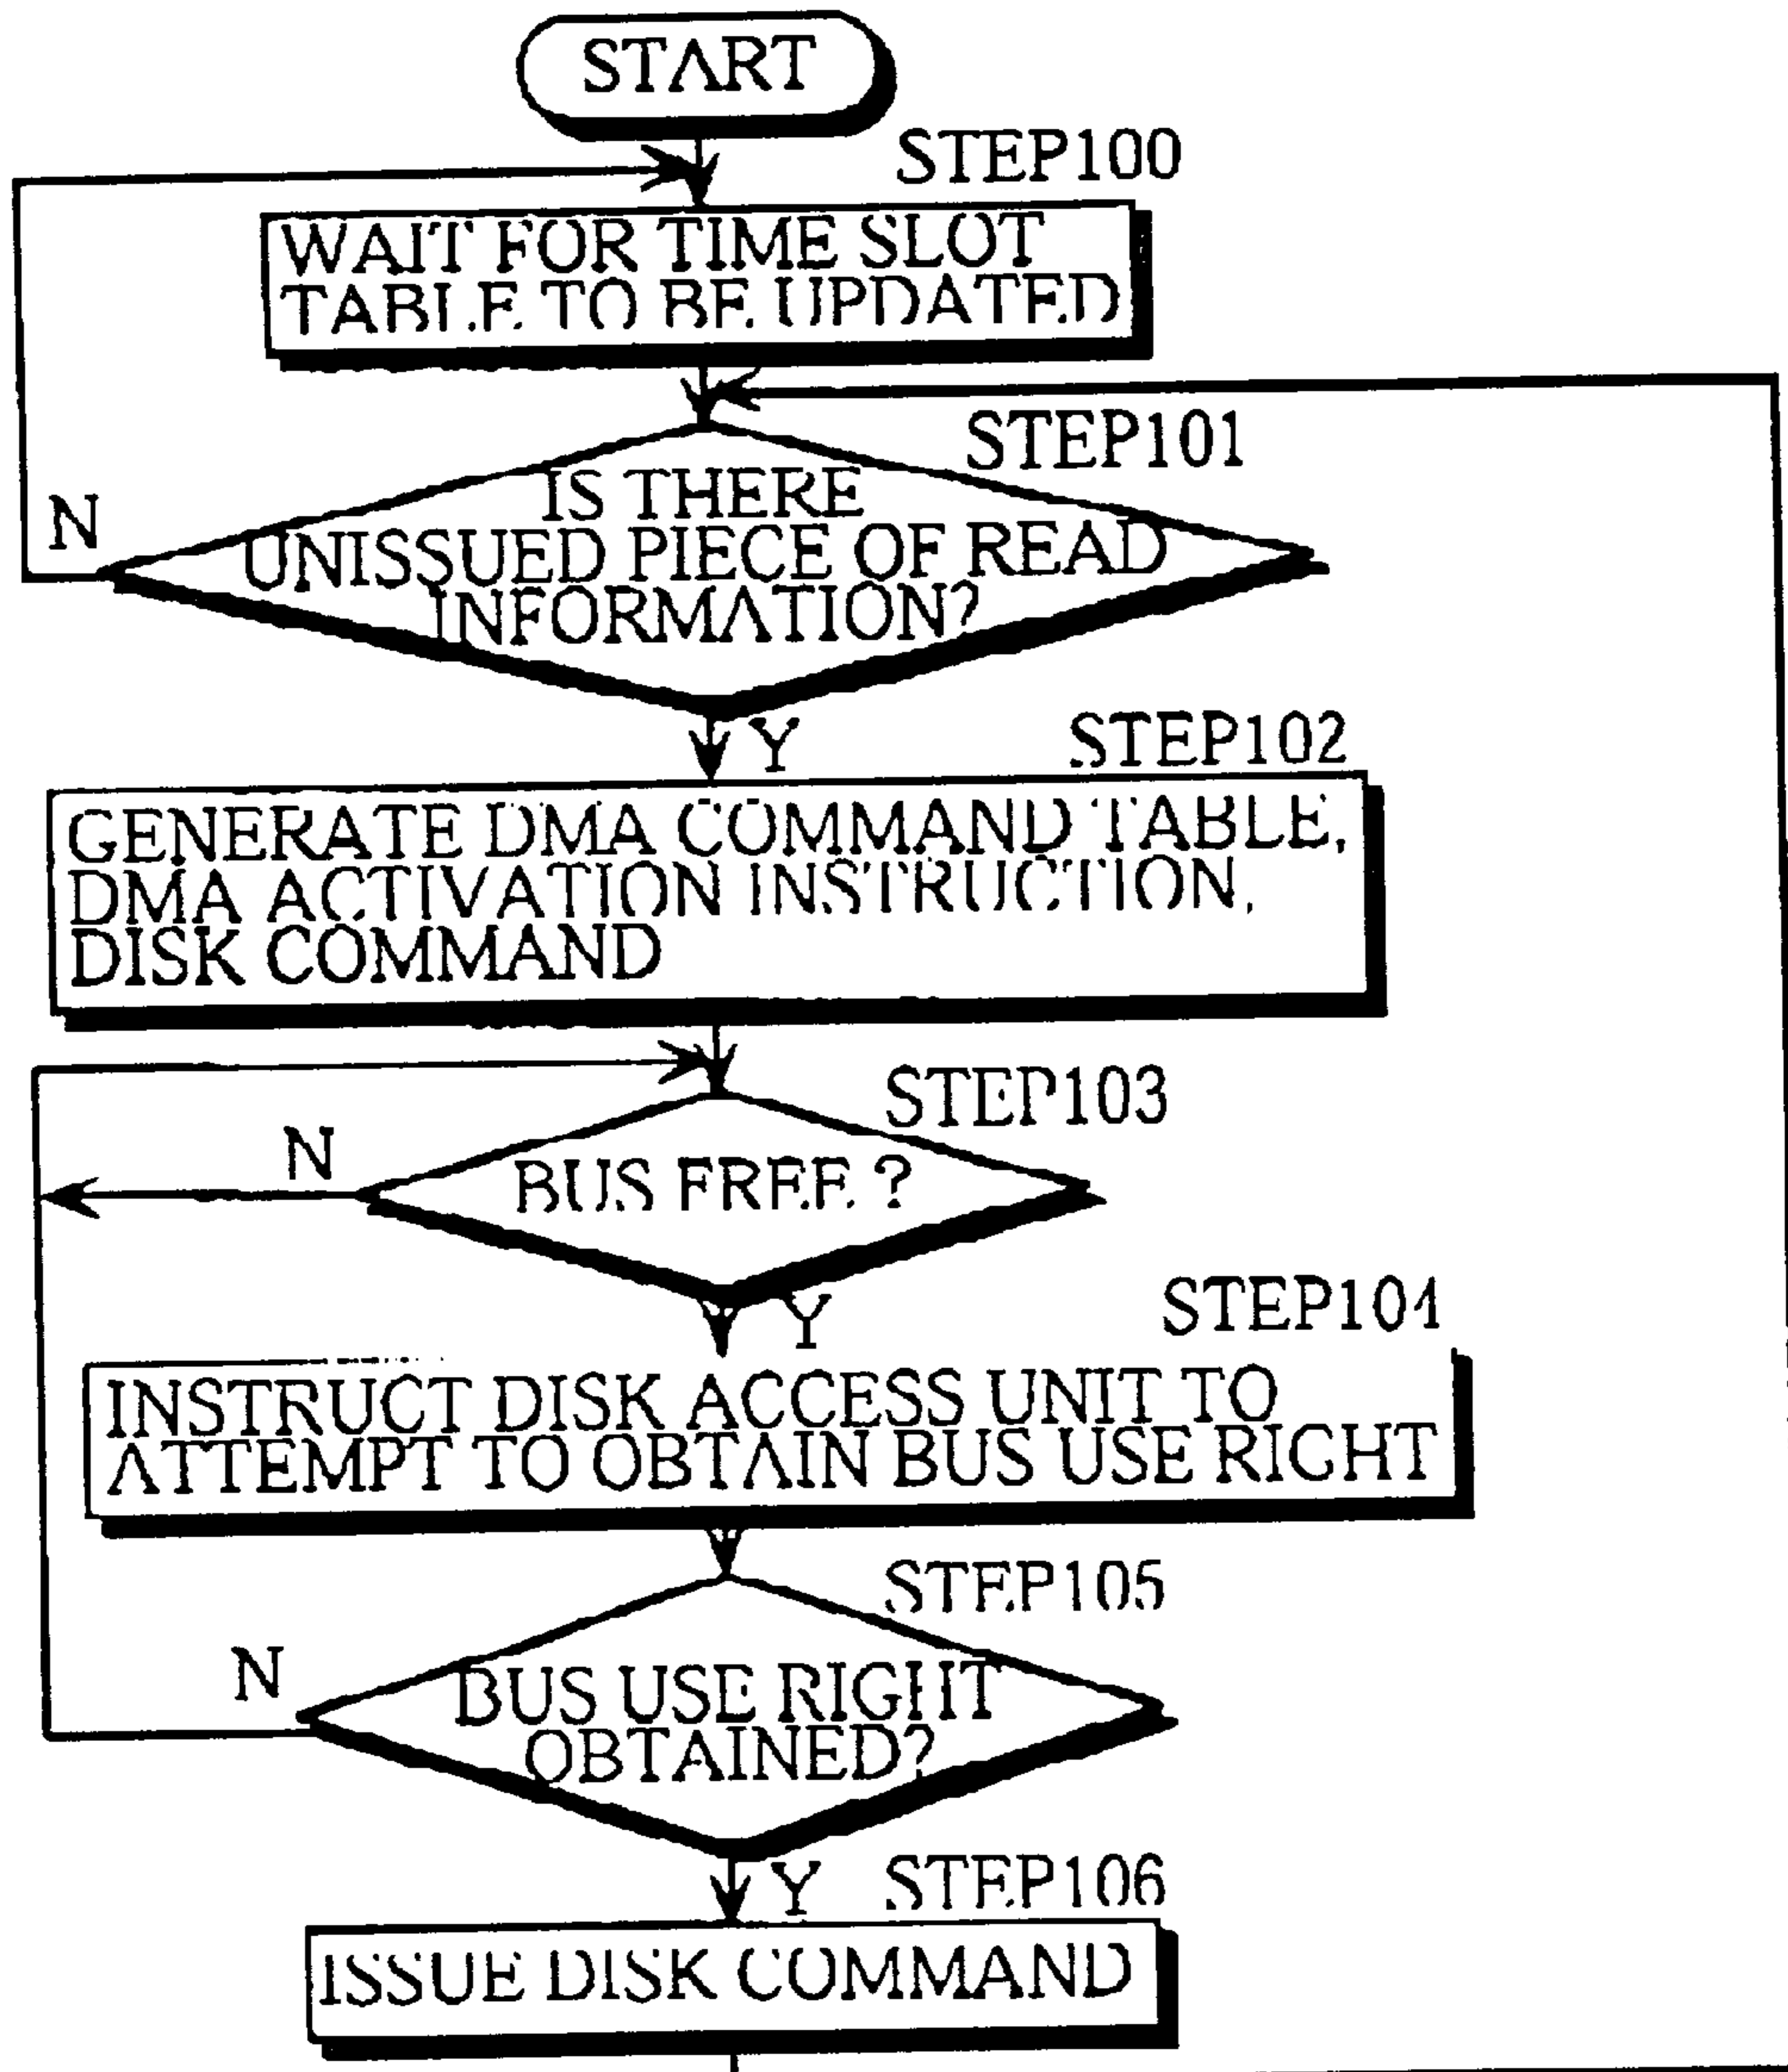 START
STEP100
WAIT FOR TIME SLOT
TABLE TO BE UPDATED
STEP101
N
IS THERE
UNISSUED PIECE OF READ
INFORMATION?
Y
STEP102
GENERATE DMA COMMAND TABLE,
DMA ACTIVATION INSTRUCTION,
DISK COMMAND
STEP103
N
BUS FREE ?
Y
STEP104
INSTRUCT DISK ACCESS UNIT TO
ATTEMPT TO OBTAIN BUS USE RIGHT
STEP105
N
BUS USE RIGHT
OBTAINED?
Y
STEP106
ISSUE DISK COMMAND